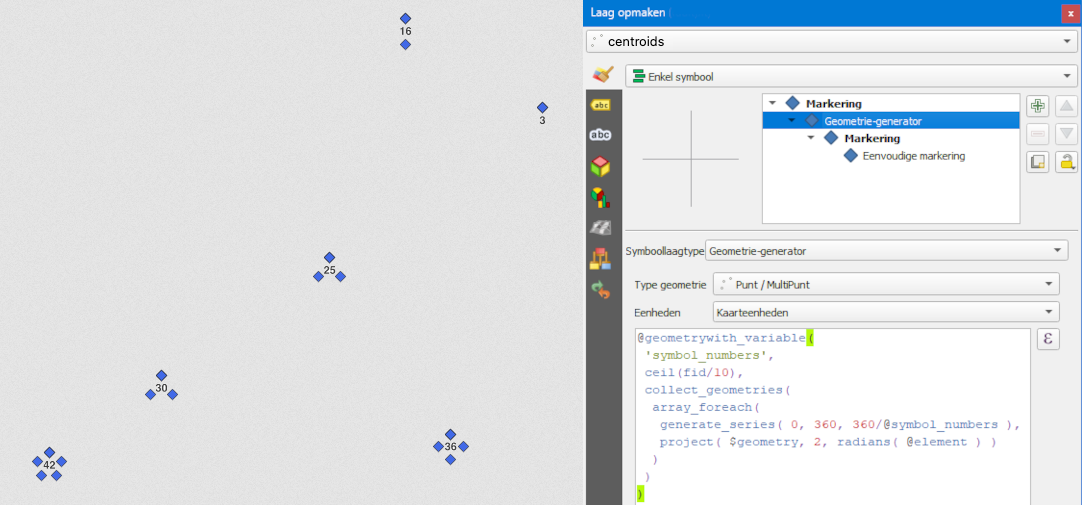 16
3
25
30
36
42
Laag opmaken
centroids
Enkel symbool
abc
abc
Markering
Geometrie-generator
Markering
Eenvoudige markering
Symboollaagtype Geometrie-generator
Type geometrie Punt / MultiPunt
Eenheden Kaarteenheden
@geometrywith_variable(
'symbol_numbers',
ceil(fid/10),
collect_geometries(
array_foreach(
generate_series( 0, 360, 360/@symbol_numbers ),
project( $geometry, 2, radians( @element ) )
)
)
)
ε